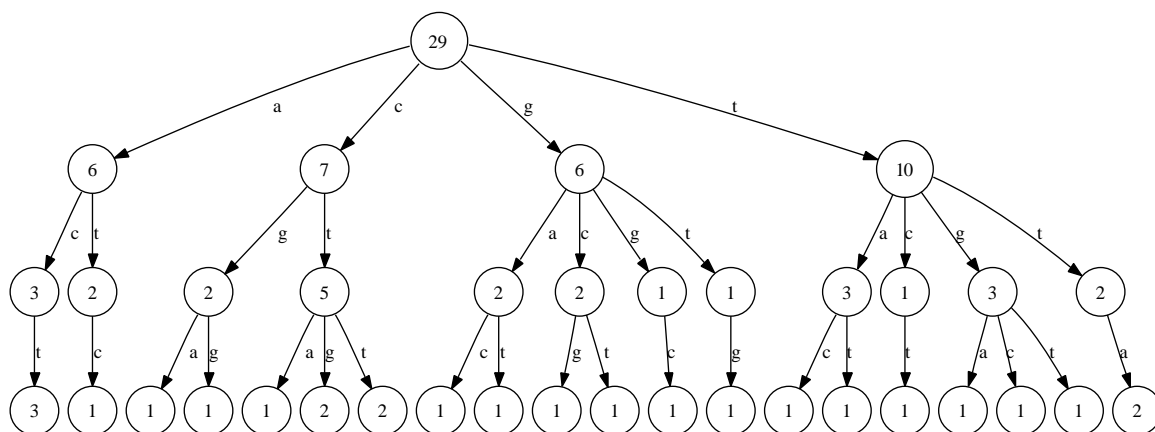 29
a c g t
6 7 6 10
c t g t a c g t a c g t
3 2 2 5 2 2 1 1 3 1 3 2
t c a g a g t c t g t c g c t t a c t a
3 1 1 1 1 2 2 1 1 1 1 1 1 1 1 1 1 1 1 2